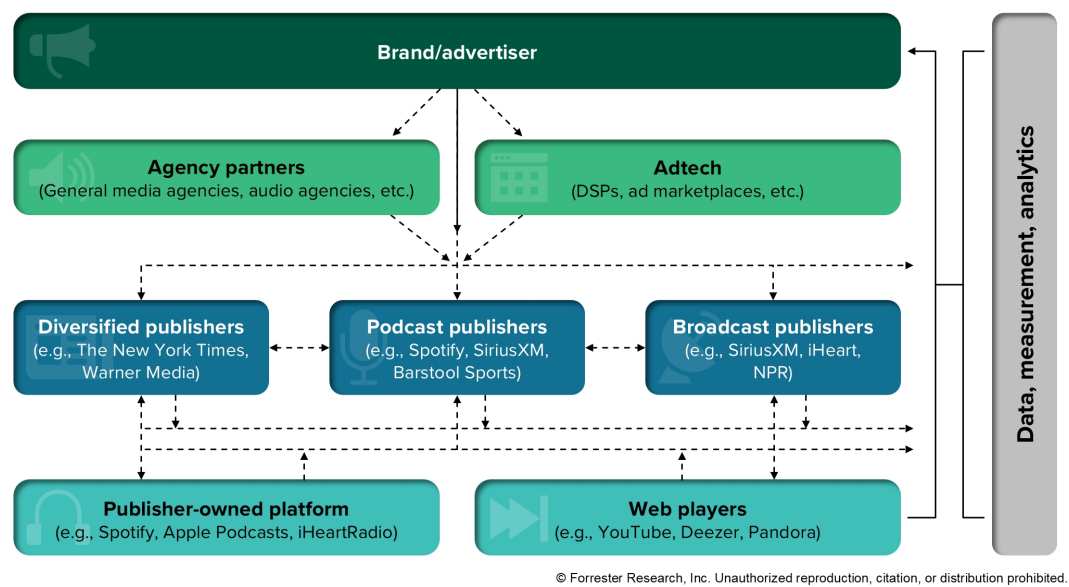 Brand/advertiser
Agency partners
(General media agencies, audio agencies, etc.)
Adtech
(DSPs, ad marketplaces, etc.)
Diversified publishers
(e.g., The New York Times,
Warner Media)
Podcast publishers
(e.g., Spotify, SiriusXM,
Barstool Sports)
Broadcast publishers
(e.g., SiriusXM, iHeart,
NPR)
Publisher-owned platform
(e.g., Spotify, Apple Podcasts, iHeartRadio)
Web players
(e.g., YouTube, Deezer, Pandora)
Data, measurement, analytics
© Forrester Research, Inc. Unauthorized reproduction, citation, or distribution prohibited.